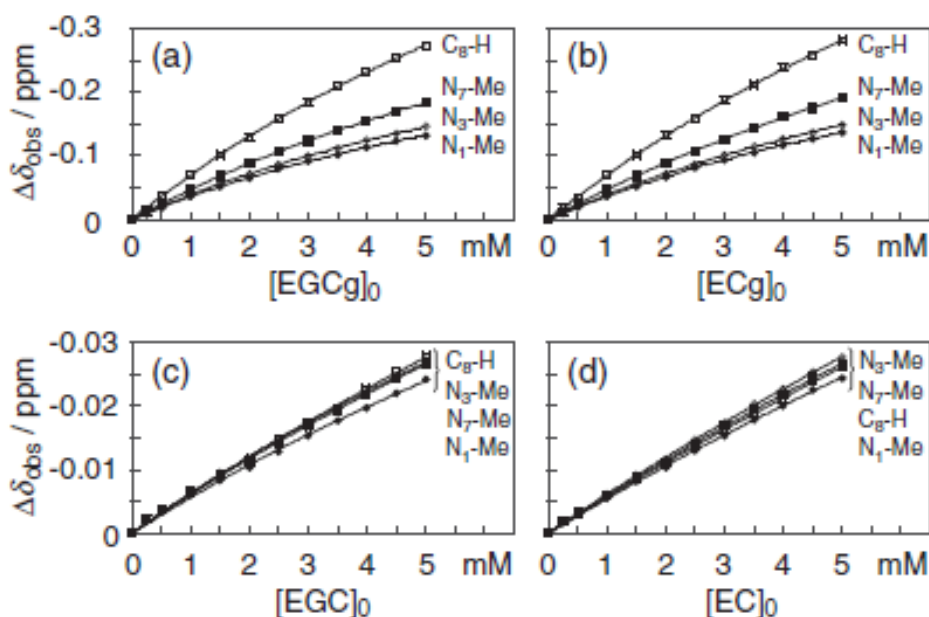 -0.3
-0.2
-0.1
0
Δδobs / ppm
(a)
C8-H
N7-Me
N3-Me
N1-Me
0 1 2 3 4 5 mM
[EGCg]0
(b)
C8-H
N7-Me
N3-Me
N1-Me
0 1 2 3 4 5 mM
[ECg]0
-0.03
-0.02
-0.01
0
Δδobs / ppm
(c)
C8-H
N3-Me
N7-Me
N1-Me
0 1 2 3 4 5 mM
[EGC]0
(d)
N3-Me
N7-Me
C8-H
N1-Me
0 1 2 3 4 5 mM
[EC]0